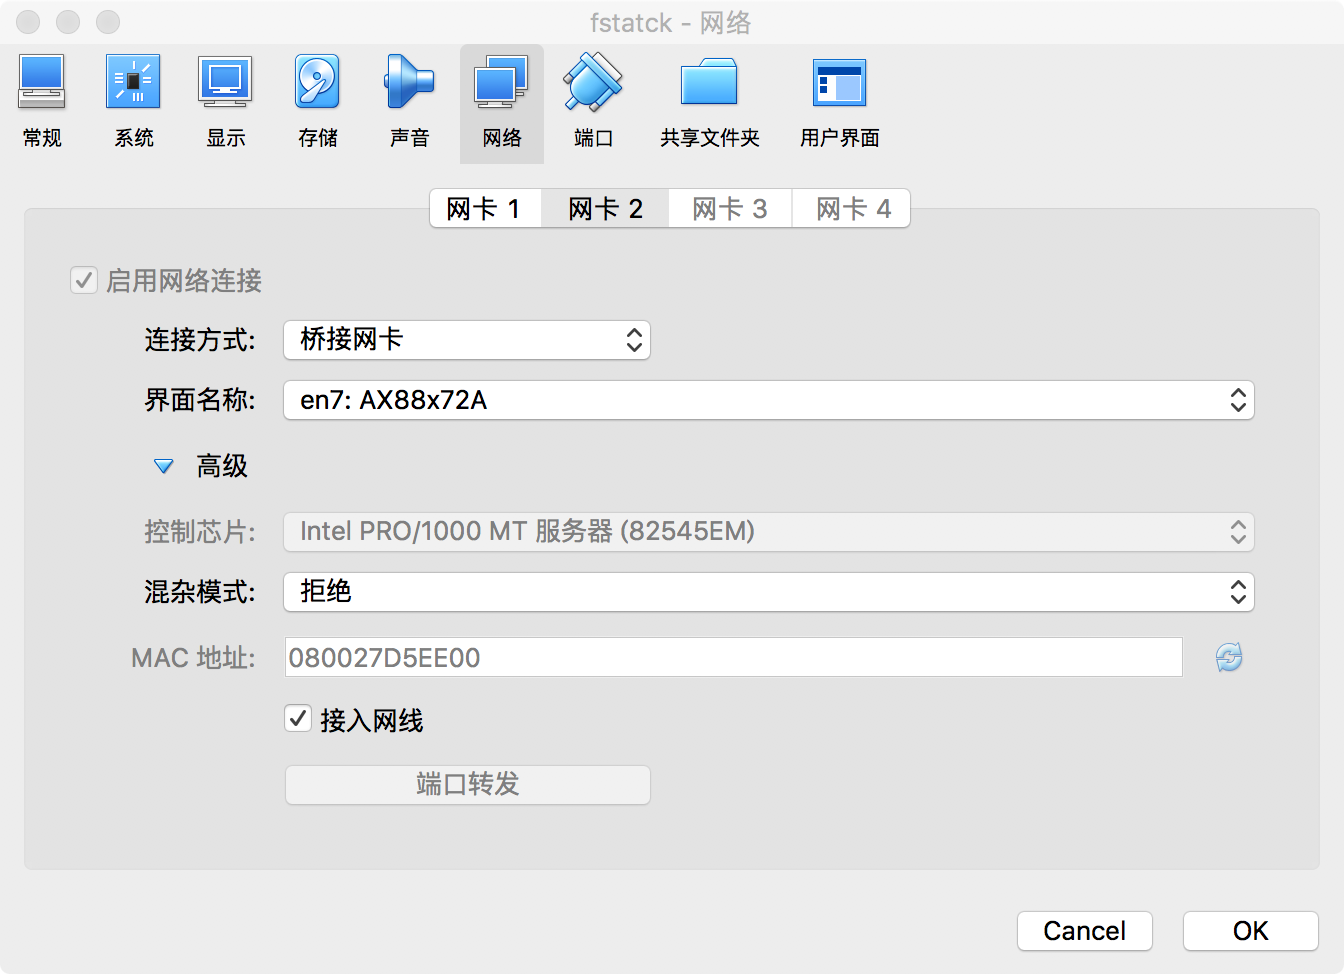 fstatck - 网络
常规 系统 显示 存储 声音 网络 端口 共享文件夹 用户界面
网卡 1 网卡 2 网卡 3 网卡 4
启用网络连接
连接方式: 桥接网卡
界面名称: en7: AX88x72A
高级
控制芯片: Intel PRO/1000 MT 服务器 (82545EM)
混杂模式: 拒绝
MAC 地址: 080027D5EE00
接入网线
端口转发
Cancel OK